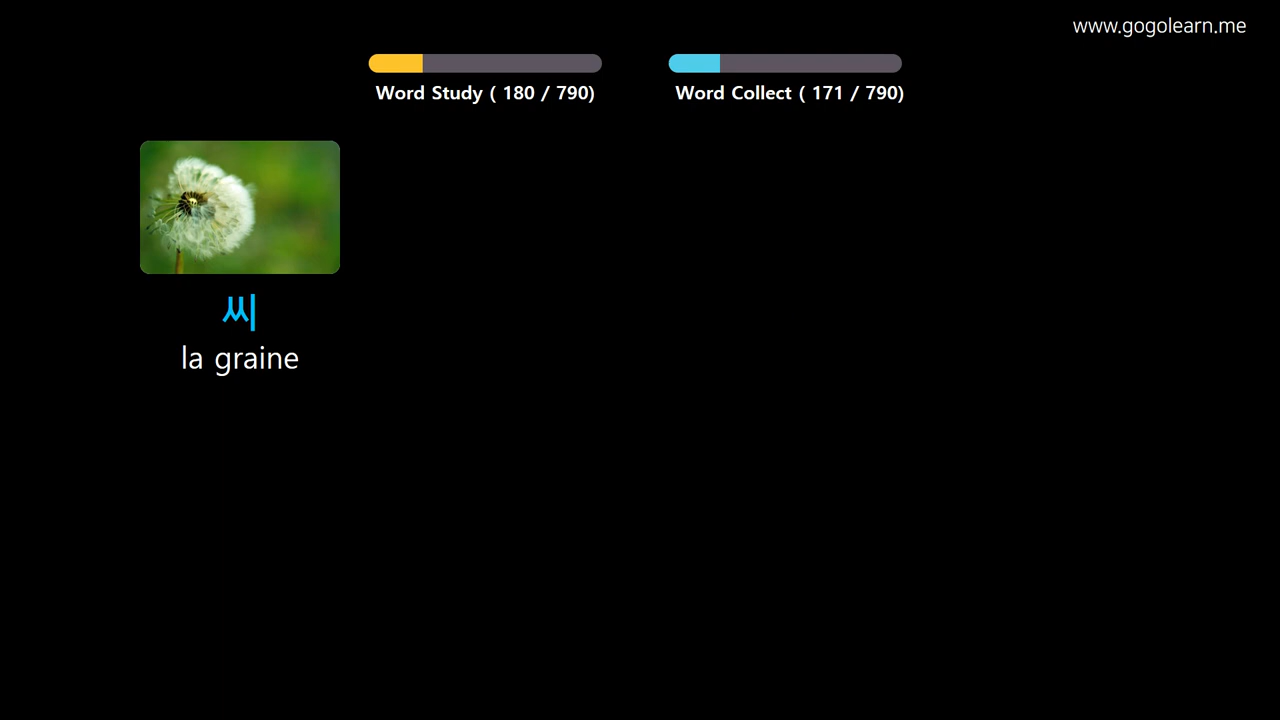 www.gogolearn.me
Word Study ( 180 / 790)
Word Collect ( 171 / 790)
씨
la graine